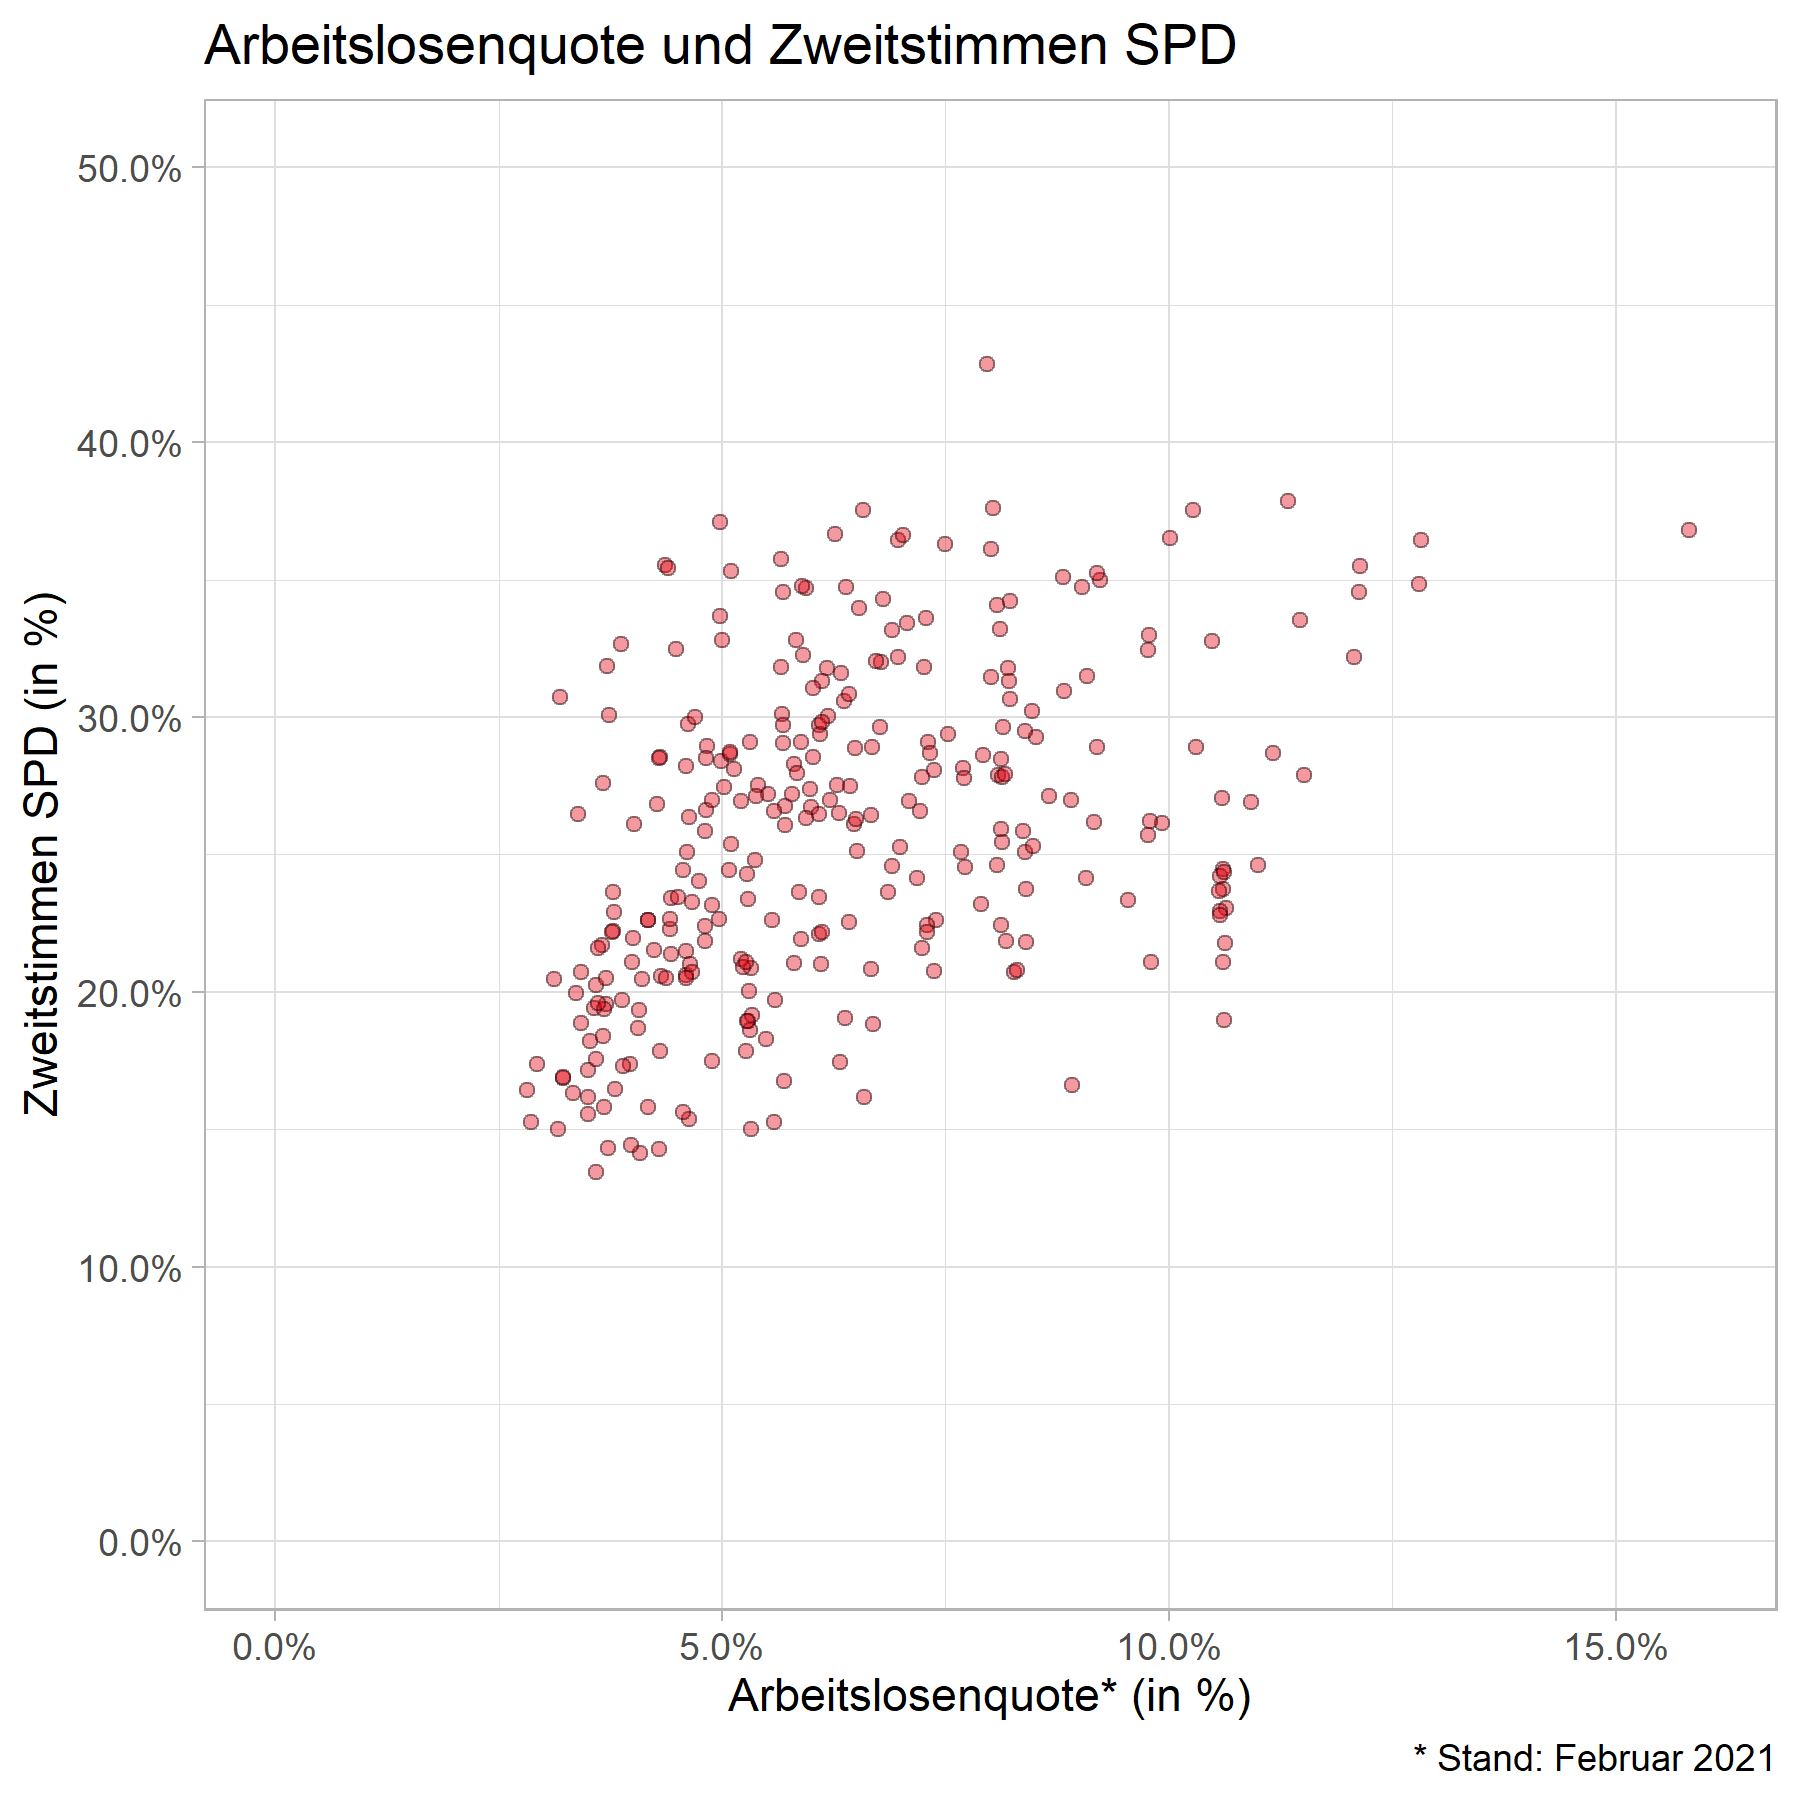 Arbeitslosenquote und Zweitstimmen SPD
Zweitstimmen SPD (in %)
50.0%
40.0%
30.0%
20.0%
10.0%
0.0%
0.0%
5.0%
10.0%
15.0%
Arbeitslosenquote* (in %)
* Stand: Februar 2021